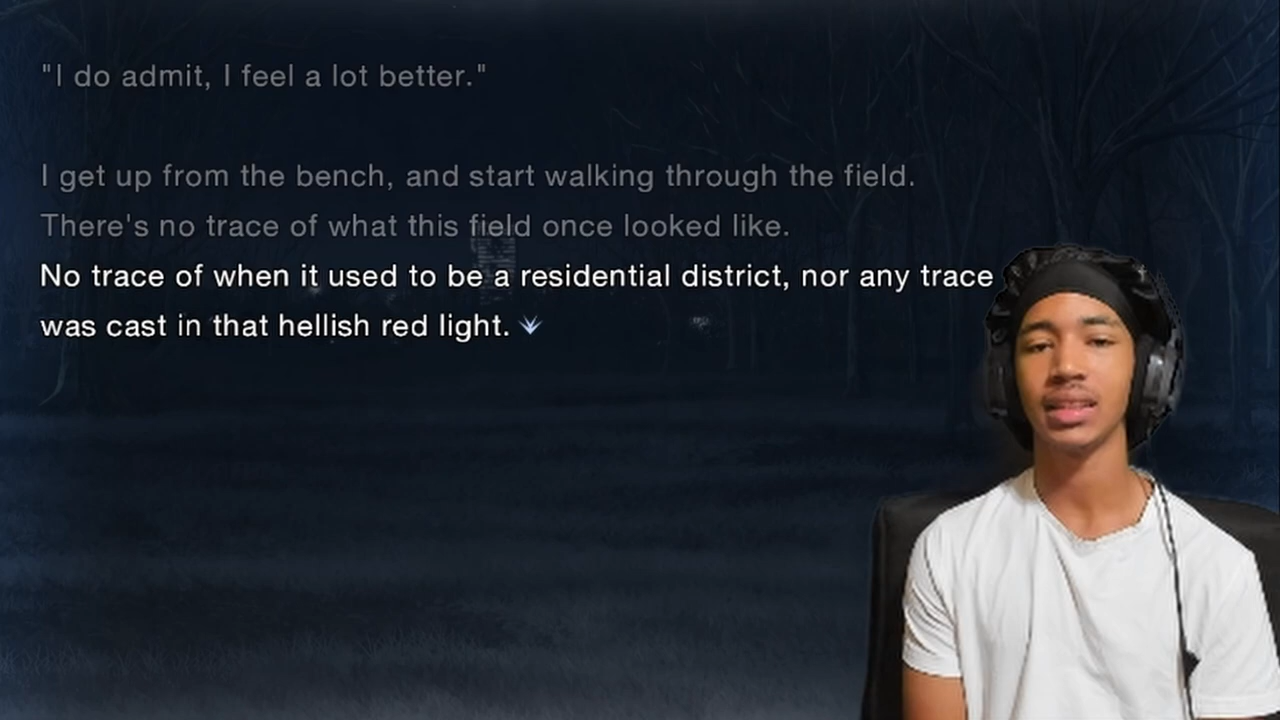 "I do admit, I feel a lot better."
I get up from the bench, and start walking through the field.
There's no trace of what this field once looked like.
No trace of when it used to be a residential district, nor any trace
was cast in that hellish red light.